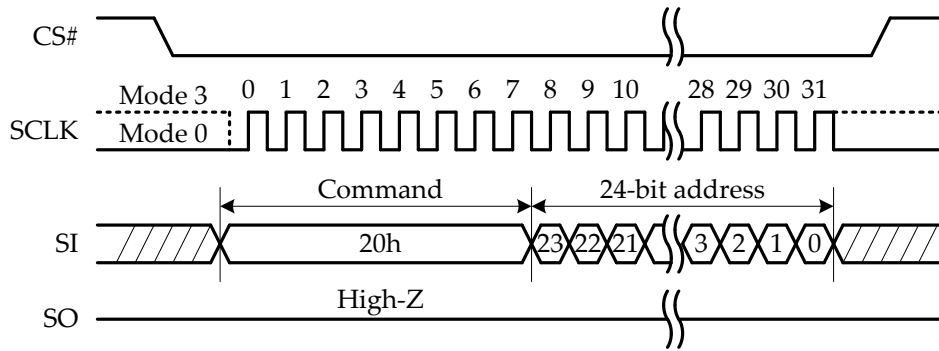 CS#
Mode 3 0 1 2 3 4 5 6 7 8 9 10 28 29 30 31
SCLK
Mode 0
Command 24-bit address
SI 20h 23 22 21 3 2 1 0
High-Z
SO